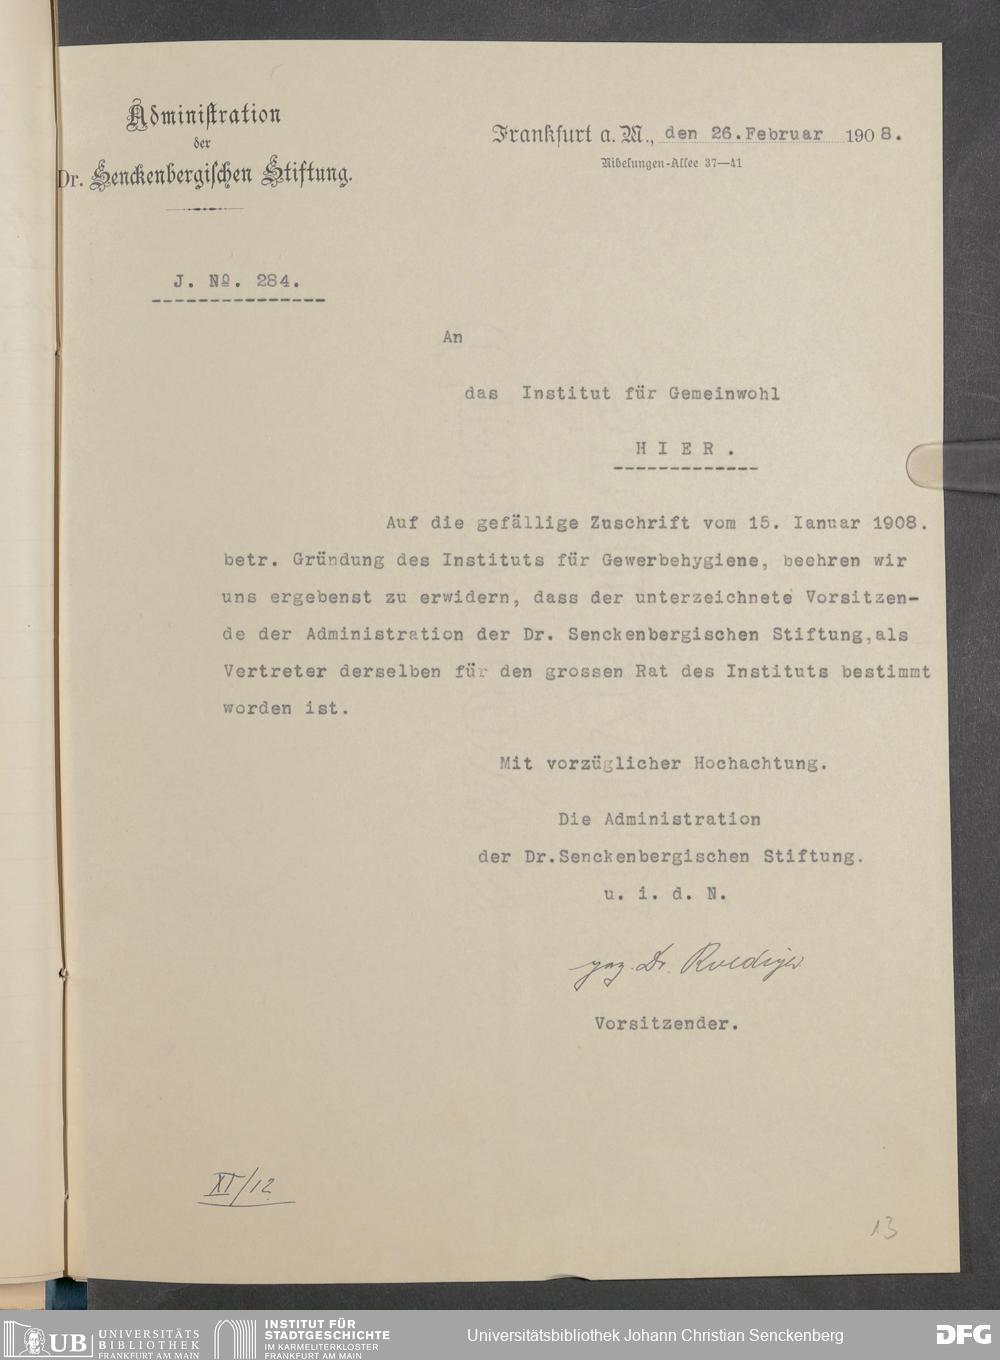 Administration
der
Dr. Senckenbergischen Stiftung.
Frankfurt a. M., den 26.Februar 1908.
Nibelungen-Allee 37—41
J. No. 284.
An
das Institut für Gemeinwohl
HIER.
Auf die gefällige Zuschrift vom 15. Ianuar 1908.
betr. Gründung des Instituts für Gewerbehygiene, beehren wir
uns ergebenst zu erwidern, dass der unterzeichnete Vorsitzen-
de der Administration der Dr. Senckenbergischen Stiftung,als
Vertreter derselben für den grossen Rat des Instituts bestimmt
worden ist.
Mit vorzüglicher Hochachtung.
Die Administration
der Dr.Senckenbergischen Stiftung.
u. i. d. N.
gez. Dr. Roediger
Vorsitzender.
XI/12
13
UB UNIVERSITÄTS
BIBLIOTHEK
FRANKFURT AM MAIN
INSTITUT FÜR
STADTGESCHICHTE
IM KARMELITERKLOSTER
FRANKFURT AM MAIN
Universitätsbibliothek Johann Christian Senckenberg
DFG